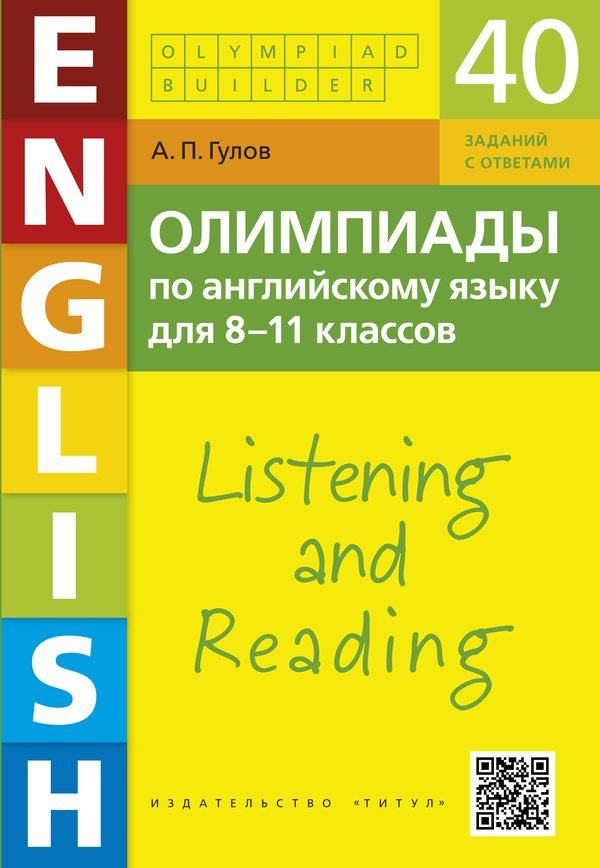 ENGLISH
OLYMPIAD
BUILDER
40
ЗАДАНИЙ
С ОТВЕТАМИ
А. П. Гулов
ОЛИМПИАДЫ
по английскому языку
для 8–11 классов
Listening
and
Reading
ИЗДАТЕЛЬСТВО «ТИТУЛ»